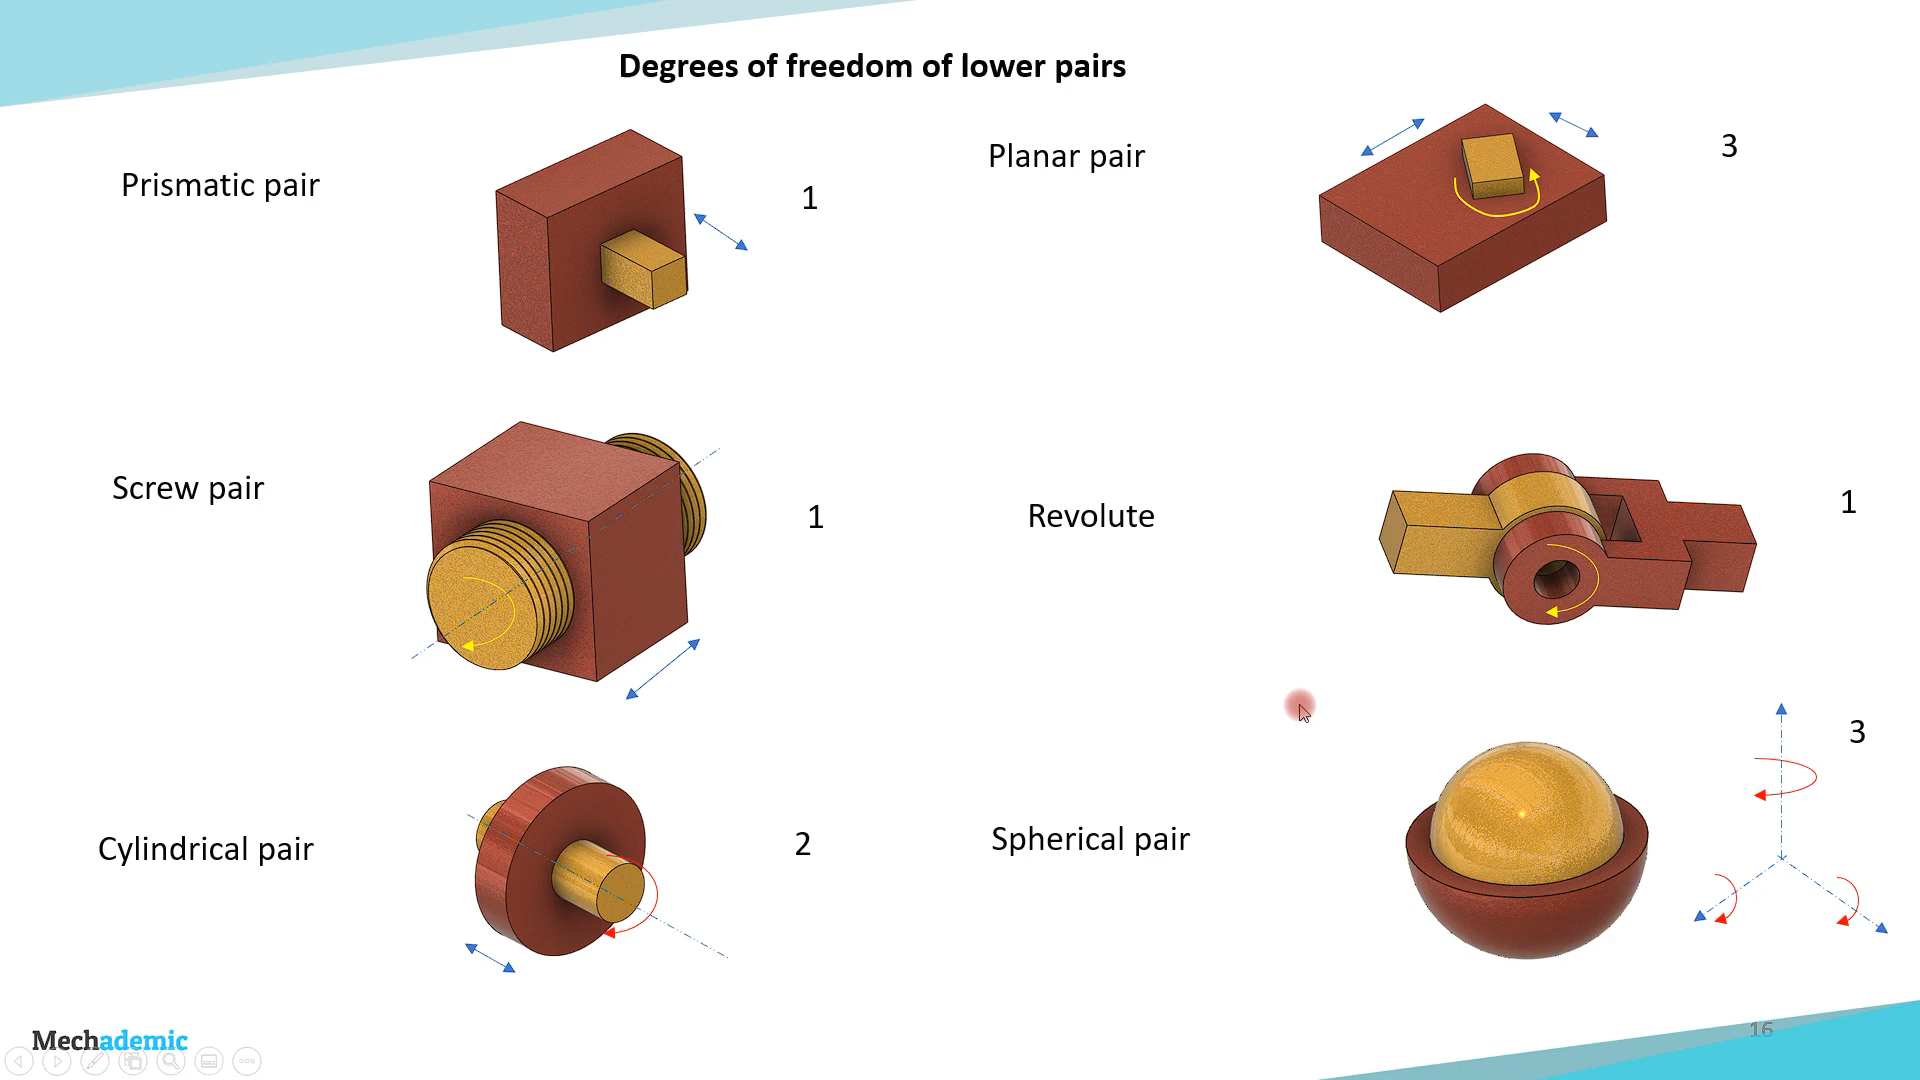 Degrees of freedom of lower pairs
Prismatic pair
1
Planar pair
3
Screw pair
1
Revolute
1
Cylindrical pair
2
Spherical pair
3
Mechademic
16